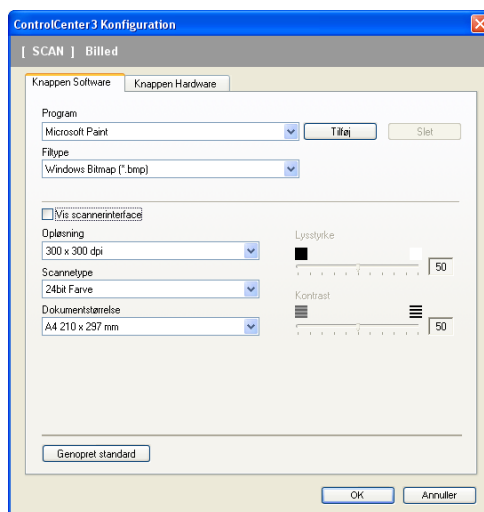 ControlCenter3 Konfiguration
[ SCAN ] Billed
Knappen Software Knappen Hardware
Program
Microsoft Paint Tilføj Slet
Filtype
Windows Bitmap (*.bmp)
Vis scannerinterface
Opløsning Lysstyrke
300 x 300 dpi 50
Scannetype
24bit Farve Kontrast
Dokumentstørrelse
A4 210 x 297 mm 50
Genopret standard
OK Annuller